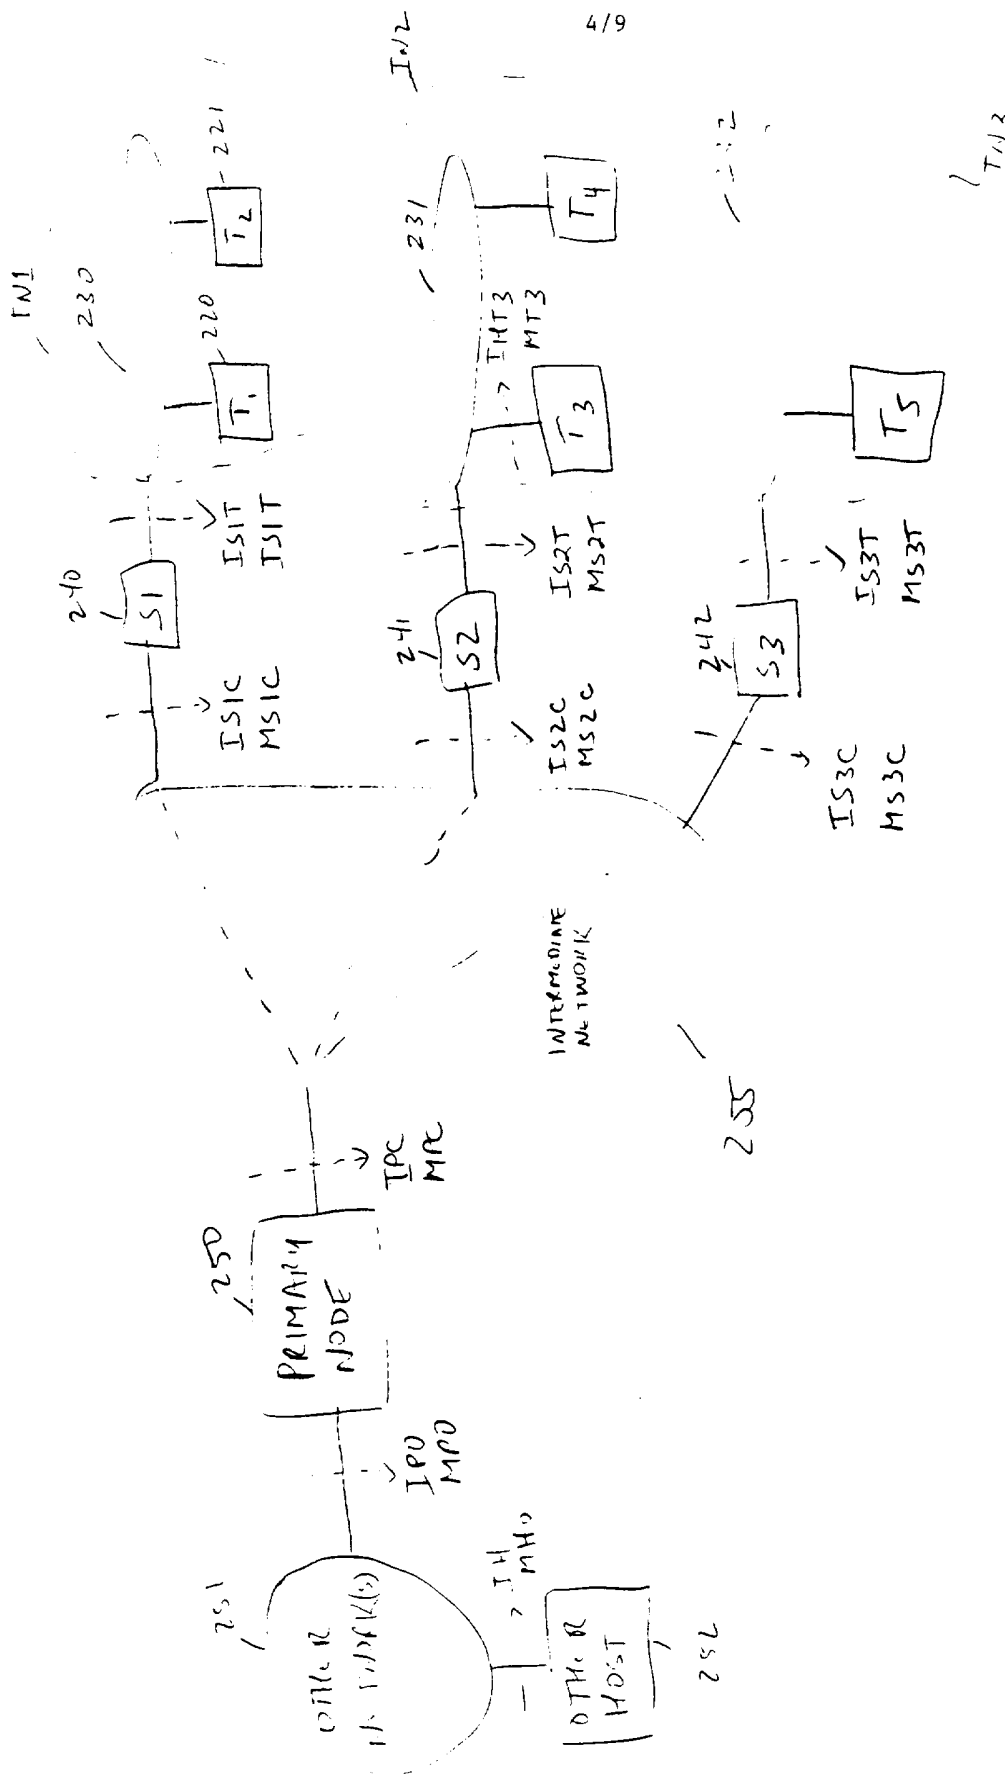 4/9
TN1
230
240
S1
T1
220
T2
221
IS1C
MS1C
IS1T
IS1T
IN2
241
S2
231
T3
T4
IHT3
MT3
IS2C
MS2C
IS2T
MS2T
242
S3
T5
IS3C
MS3C
IS3T
MS3T
INTERMEDIATE
NETWORK
255
250
PRIMARY
NODE
IPC
MPC
IPO
MPO
251
OTHER
IH
MHO
OTHER
HOST
252